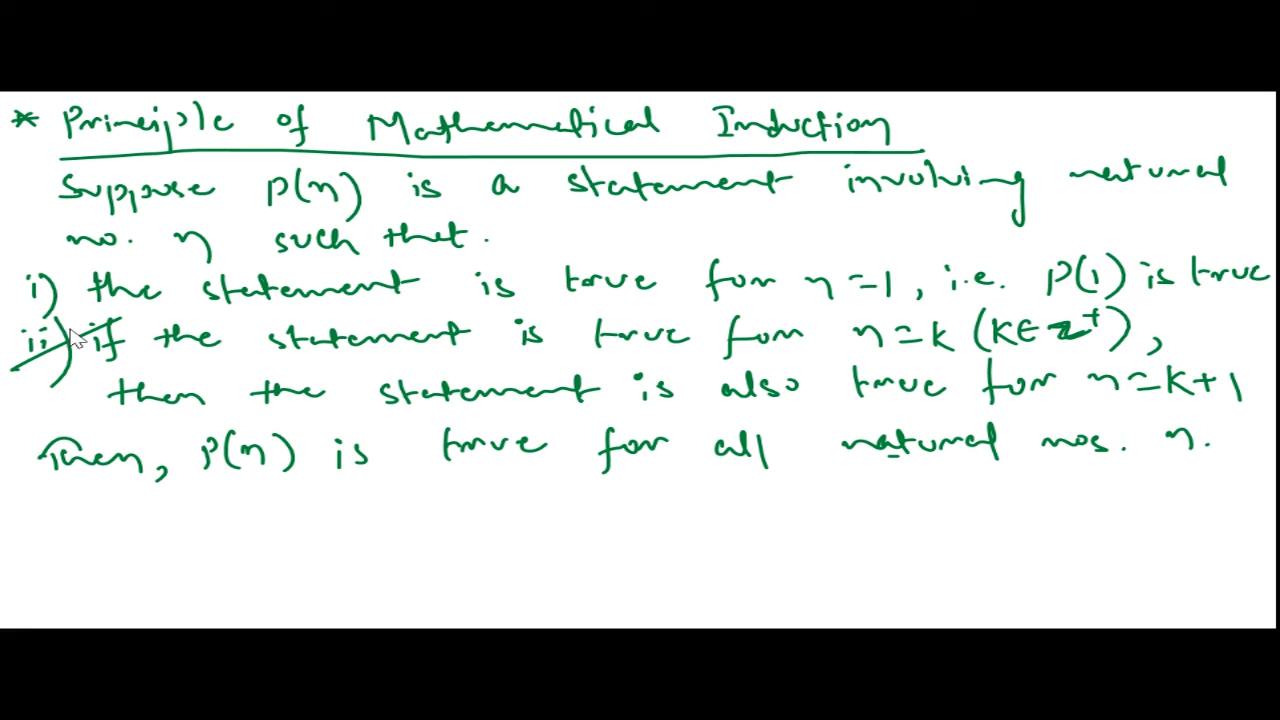 * Principle of Mathematical Induction
Suppose P(n) is a statement involving natural
no. n such that.
i) the statement is true for n=1, i.e. P(1) is true
ii) if the statement is true for n=k (k∈Z⁺),
then the statement is also true for n=k+1
Then, P(n) is true for all natural nos. n.